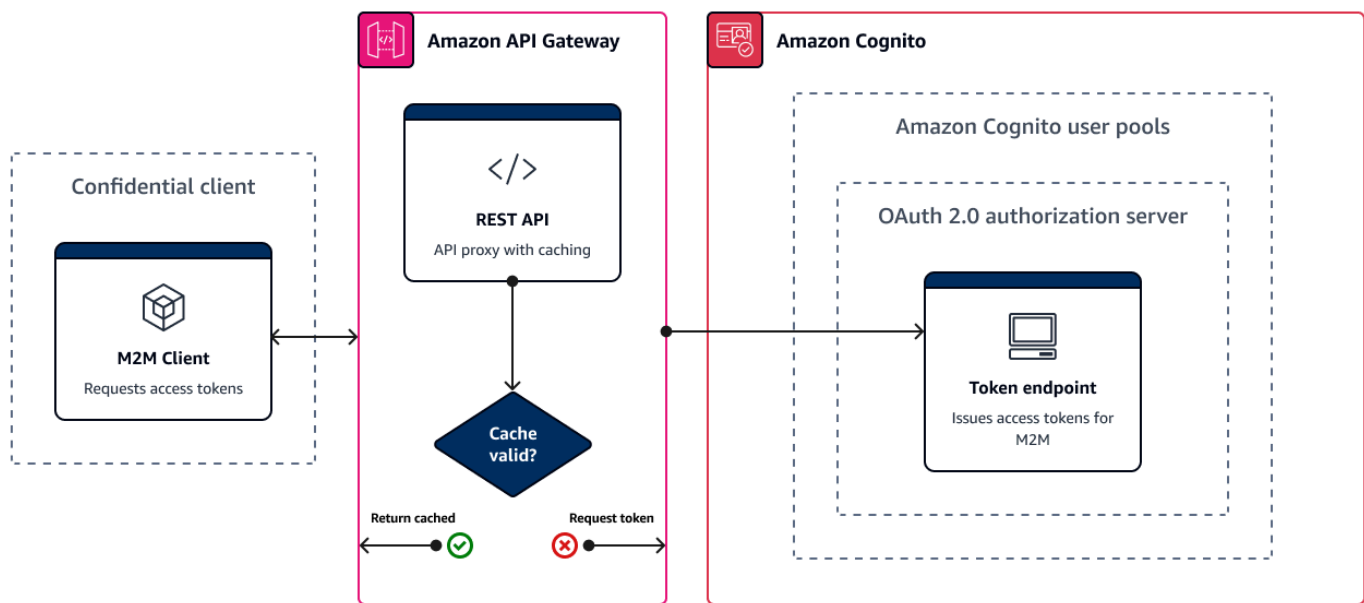 Amazon API Gateway
Amazon Cognito
Confidential client
M2M Client
Requests access tokens
</>
REST API
API proxy with caching
Cache
valid?
Return cached
Request token
Amazon Cognito user pools
OAuth 2.0 authorization server
Token endpoint
Issues access tokens for
M2M